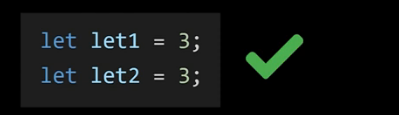 let let1 = 3;
let let2 = 3;